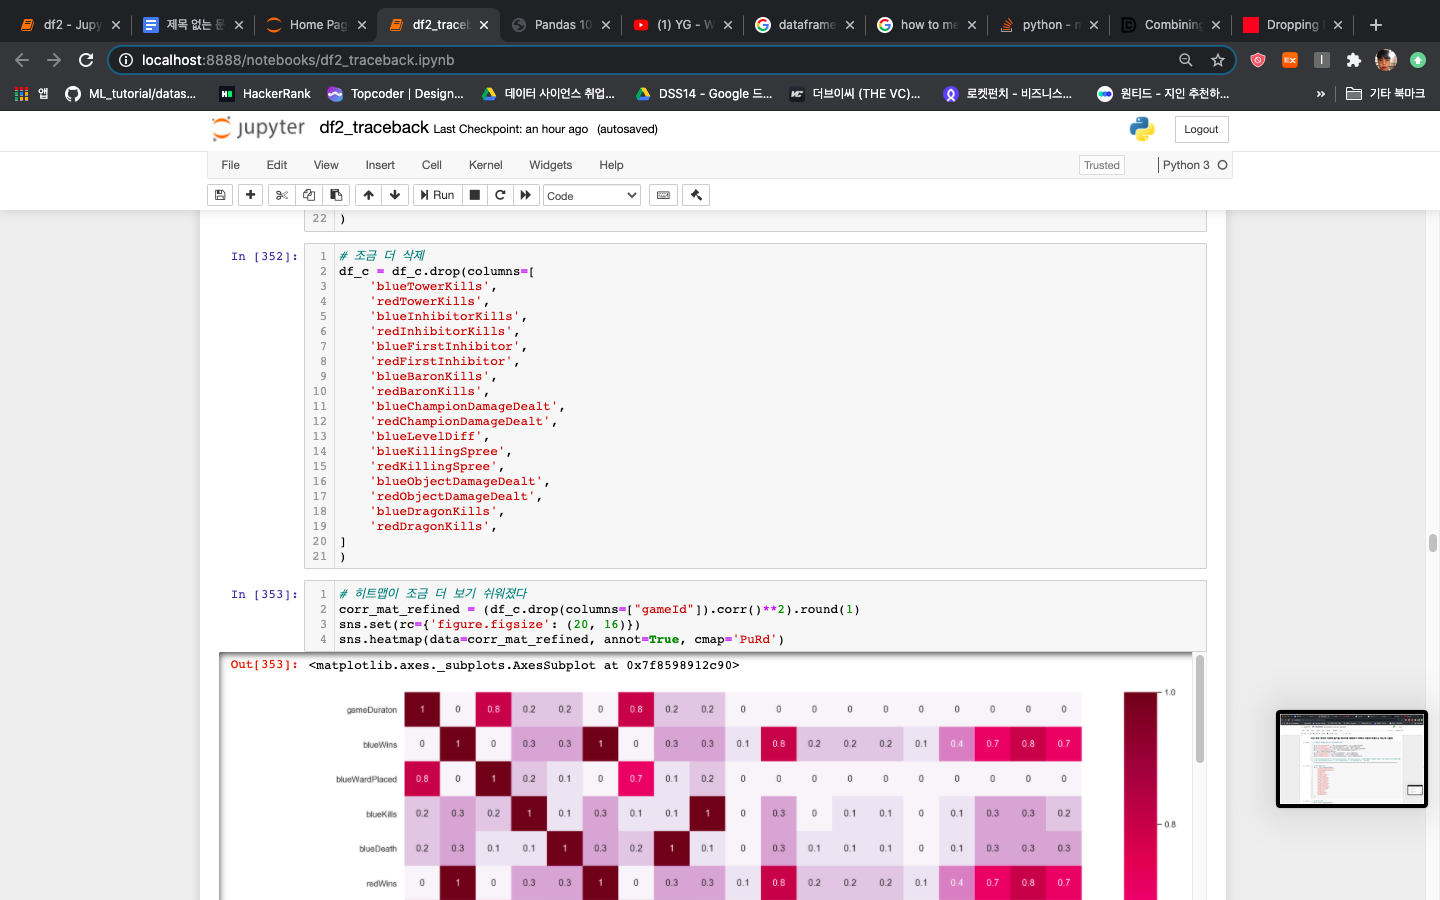 df2 - Jupy
제목 없는 문
Home Pag
df2_traceb
Pandas 10
(1) YG - W
dataframe
how to me
python - n
Combining
Dropping
localhost:8888/notebooks/df2_traceback.ipynb
앱
ML_tutorial/datas...
HackerRank
Topcoder | Design...
데이터 사이언스 취업...
DSS14 - Google 드...
더브이씨 (THE VC)...
로켓펀치 - 비즈니스...
원티드 - 지인 추천하...
»
기타 북마크
jupyter df2_traceback Last Checkpoint: an hour ago (autosaved)
Logout
File Edit View Insert Cell Kernel Widgets Help
Trusted
Python 3
Run
Code
22 )
In [352]:
1 # 조금 더 삭제
2 df_c = df_c.drop(columns=[
3 'blueTowerKills',
4 'redTowerKills',
5 'blueInhibitorKills',
6 'redInhibitorKills',
7 'blueFirstInhibitor',
8 'redFirstInhibitor',
9 'blueBaronKills',
10 'redBaronKills',
11 'blueChampionDamageDealt',
12 'redChampionDamageDealt',
13 'blueLevelDiff',
14 'blueKillingSpree',
15 'redKillingSpree',
16 'blueObjectDamageDealt',
17 'redObjectDamageDealt',
18 'blueDragonKills',
19 'redDragonKills',
20 ]
21 )
In [353]:
1 # 히트맵이 조금 더 보기 쉬워졌다
2 corr_mat_refined = (df_c.drop(columns=["gameId"]).corr()**2).round(1)
3 sns.set(rc={'figure.figsize': (20, 16)})
4 sns.heatmap(data=corr_mat_refined, annot=True, cmap='PuRd')
Out[353]: <matplotlib.axes._subplots.AxesSubplot at 0x7f8598912c90>
gameDuraton 1 0 0.8 0.2 0.2 0 0.8 0.2 0.2 0 0 0 0 0 0 0 0 0 0
blueWins 0 1 0 0.3 0.3 1 0 0.3 0.3 0.1 0.8 0.2 0.2 0.2 0.1 0.4 0.7 0.8 0.7
blueWardPlaced 0.8 0 1 0.2 0.1 0 0.7 0.1 0.2 0 0 0 0 0 0 0 0 0 0
blueKills 0.2 0.3 0.2 1 0.1 0.3 0.1 0.1 1 0 0.3 0 0.1 0.1 0 0.1 0.3 0.3 0.2
blueDeath 0.2 0.3 0.1 0.1 1 0.3 0.2 1 0.1 0 0.3 0.1 0.1 0.1 0 0.1 0.3 0.3 0.3
redWins 0 1 0 0.3 0.3 1 0 0.3 0.3 0.1 0.8 0.2 0.2 0.2 0.1 0.4 0.7 0.8 0.7
1.0
0.8